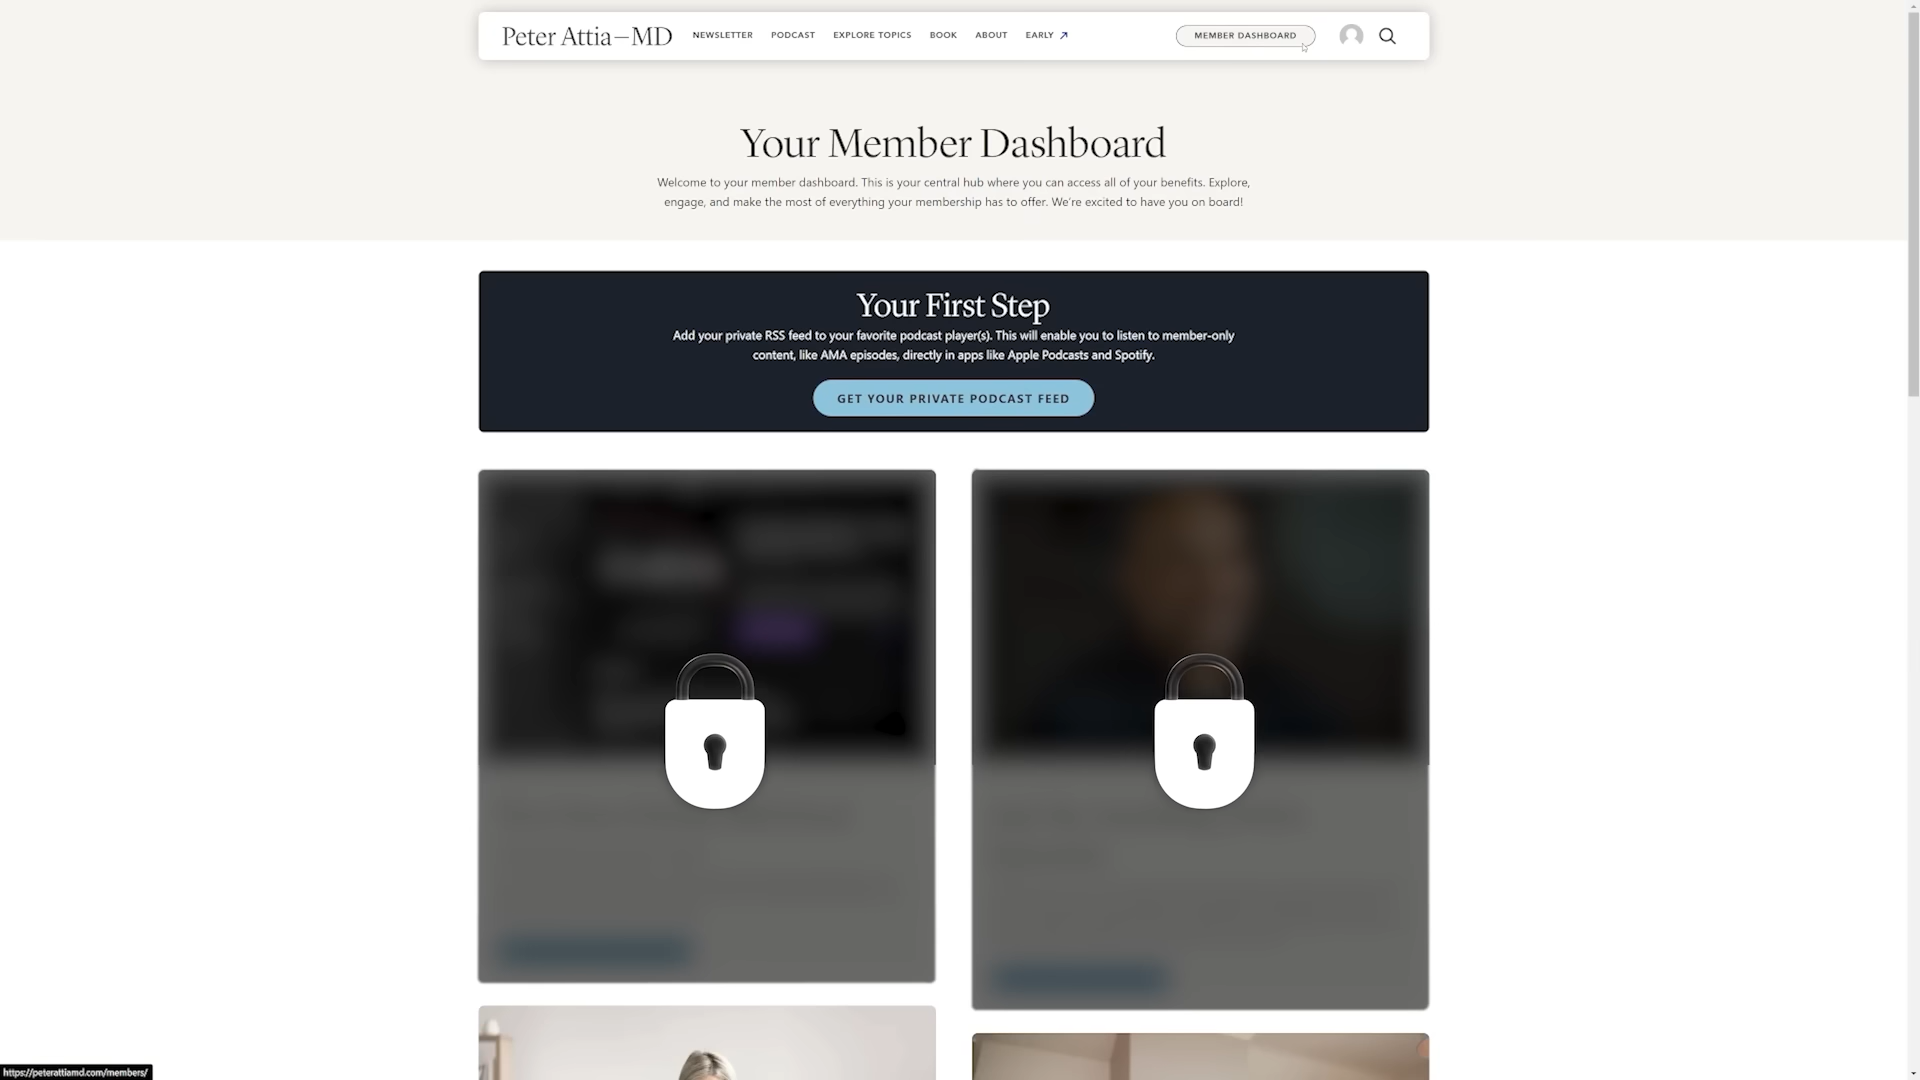 Peter Attia—MD
NEWSLETTER
PODCAST
EXPLORE TOPICS
BOOK
ABOUT
EARLY
MEMBER DASHBOARD
Your Member Dashboard
Welcome to your member dashboard. This is your central hub where you can access all of your benefits. Explore,
engage, and make the most of everything your membership has to offer. We're excited to have you on board!
Your First Step
Add your private RSS feed to your favorite podcast player(s). This will enable you to listen to member-only
content, like AMA episodes, directly in apps like Apple Podcasts and Spotify.
GET YOUR PRIVATE PODCAST FEED
https://peterattiamd.com/members/